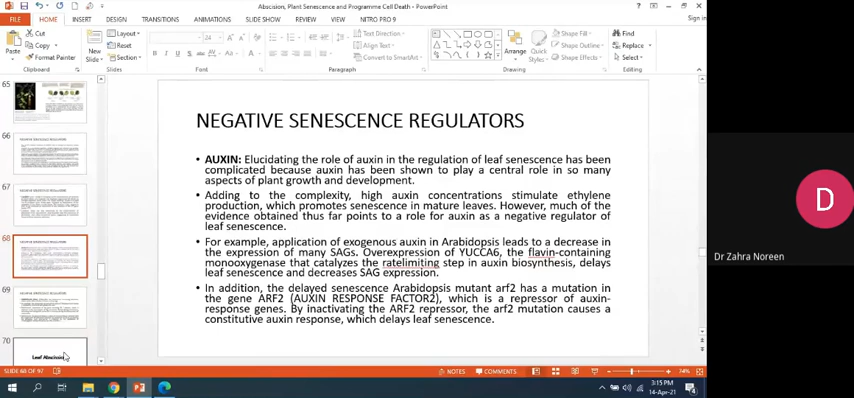 Abscission, Plant Senescence and Programme Cell Death - PowerPoint
Sign in
FILE HOME INSERT DESIGN TRANSITIONS ANIMATIONS SLIDE SHOW REVIEW VIEW NITRO PRO 9
Paste
Cut
Copy
Format Painter
Clipboard
New Slide
Layout
Reset
Section
Slides
24
Font
Text Direction
Align Text
Convert to SmartArt
Paragraph
Arrange
Quick Styles
Shape Fill
Shape Outline
Shape Effects
Drawing
Find
Replace
Select
Editing
65
66
67
68
69
70
Leaf Abscission
NEGATIVE SENESCENCE REGULATORS
• AUXIN: Elucidating the role of auxin in the regulation of leaf senescence has been
complicated because auxin has been shown to play a central role in so many
aspects of plant growth and development.
• Adding to the complexity, high auxin concentrations stimulate ethylene
production, which promotes senescence in mature leaves. However, much of the
evidence obtained thus far points to a role for auxin as a negative regulator of
leaf senescence.
• For example, application of exogenous auxin in Arabidopsis leads to a decrease in
the expression of many SAGs. Overexpression of YUCCA6, the flavin-containing
monooxygenase that catalyzes the ratelimiting step in auxin biosynthesis, delays
leaf senescence and decreases SAG expression.
• In addition, the delayed senescence Arabidopsis mutant arf2 has a mutation in
the gene ARF2 (AUXIN RESPONSE FACTOR2), which is a repressor of auxin-
response genes. By inactivating the ARF2 repressor, the arf2 mutation causes a
constitutive auxin response, which delays leaf senescence.
D
Dr Zahra Noreen
SLIDE 68 OF 97
NOTES
COMMENTS
74%
3:15 PM
14-Apr-21
4